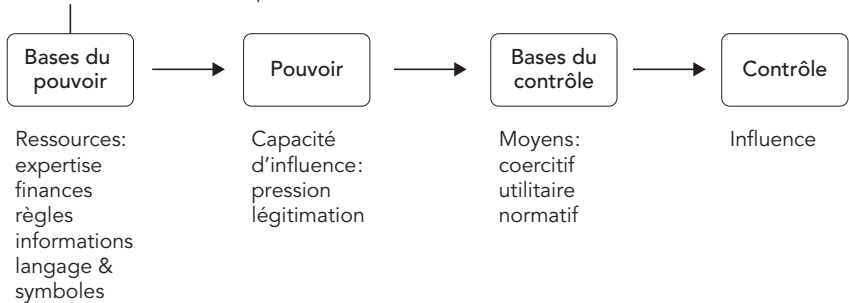 Bases du
pouvoir
Pouvoir
Bases du
contrôle
Contrôle
Ressources:
expertise
finances
règles
informations
langage &
symboles
Capacité
d'influence:
pression
légitimation
Moyens:
coercitif
utilitaire
normatif
Influence